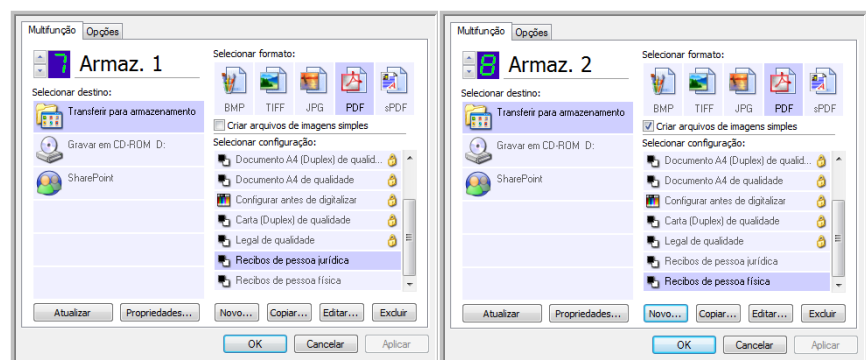 Multifunção Opções
7 Armaz. 1
Selecionar formato:
BMP TIFF JPG PDF sPDF
Selecionar destino:
Transferir para armazenamento
Gravar em CD-ROM D:
SharePoint
Criar arquivos de imagens simples
Selecionar configuração:
Documento A4 (Duplex) de qualid...
Documento A4 de qualidade
Configurar antes de digitalizar
Carta (Duplex) de qualidade
Legal de qualidade
Recibos de pessoa jurídica
Recibos de pessoa física
Atualizar Propriedades... Novo... Copiar... Editar... Excluir
OK Cancelar Aplicar
Multifunção Opções
8 Armaz. 2
Selecionar formato:
BMP TIFF JPG PDF sPDF
Selecionar destino:
Transferir para armazenamento
Gravar em CD-ROM D:
SharePoint
Criar arquivos de imagens simples
Selecionar configuração:
Documento A4 (Duplex) de qualid...
Documento A4 de qualidade
Configurar antes de digitalizar
Carta (Duplex) de qualidade
Legal de qualidade
Recibos de pessoa jurídica
Recibos de pessoa física
Atualizar Propriedades... Novo... Copiar... Editar... Excluir
OK Cancelar Aplicar